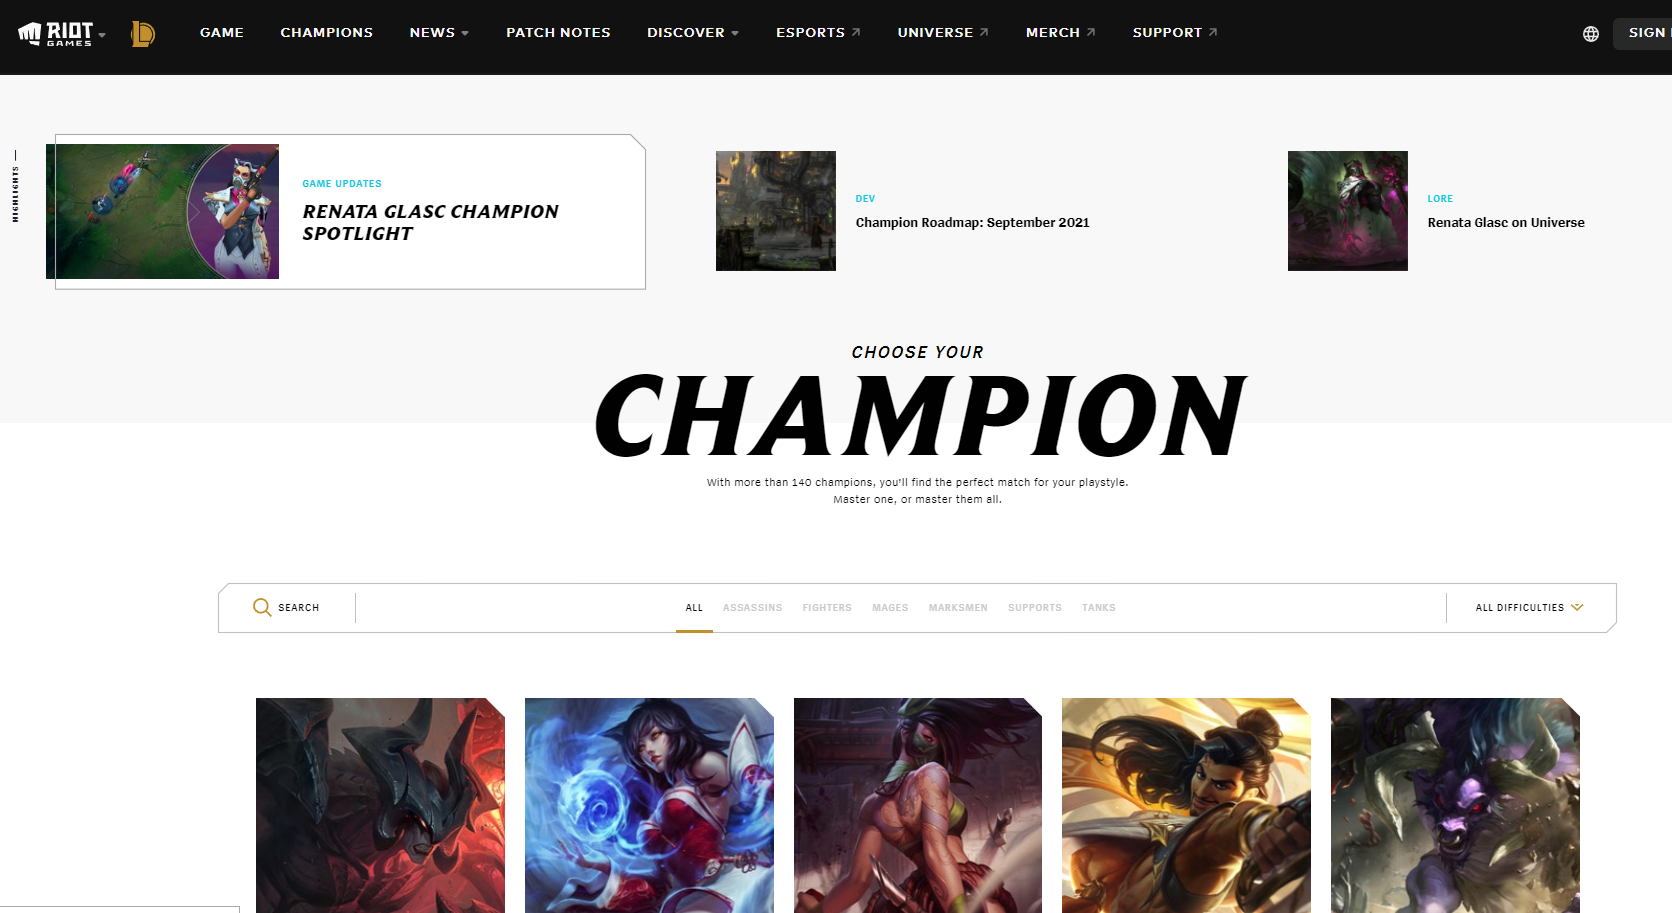 RIOT GAMES
GAME
CHAMPIONS
NEWS
PATCH NOTES
DISCOVER
ESPORTS
UNIVERSE
MERCH
SUPPORT
SIGN
HIGHLIGHTS
GAME UPDATES
RENATA GLASC CHAMPION
SPOTLIGHT
DEV
Champion Roadmap: September 2021
LORE
Renata Glasc on Universe
CHOOSE YOUR
CHAMPION
With more than 140 champions, you'll find the perfect match for your playstyle.
Master one, or master them all.
SEARCH
ALL
ASSASSINS
FIGHTERS
MAGES
MARKSMEN
SUPPORTS
TANKS
ALL DIFFICULTIES